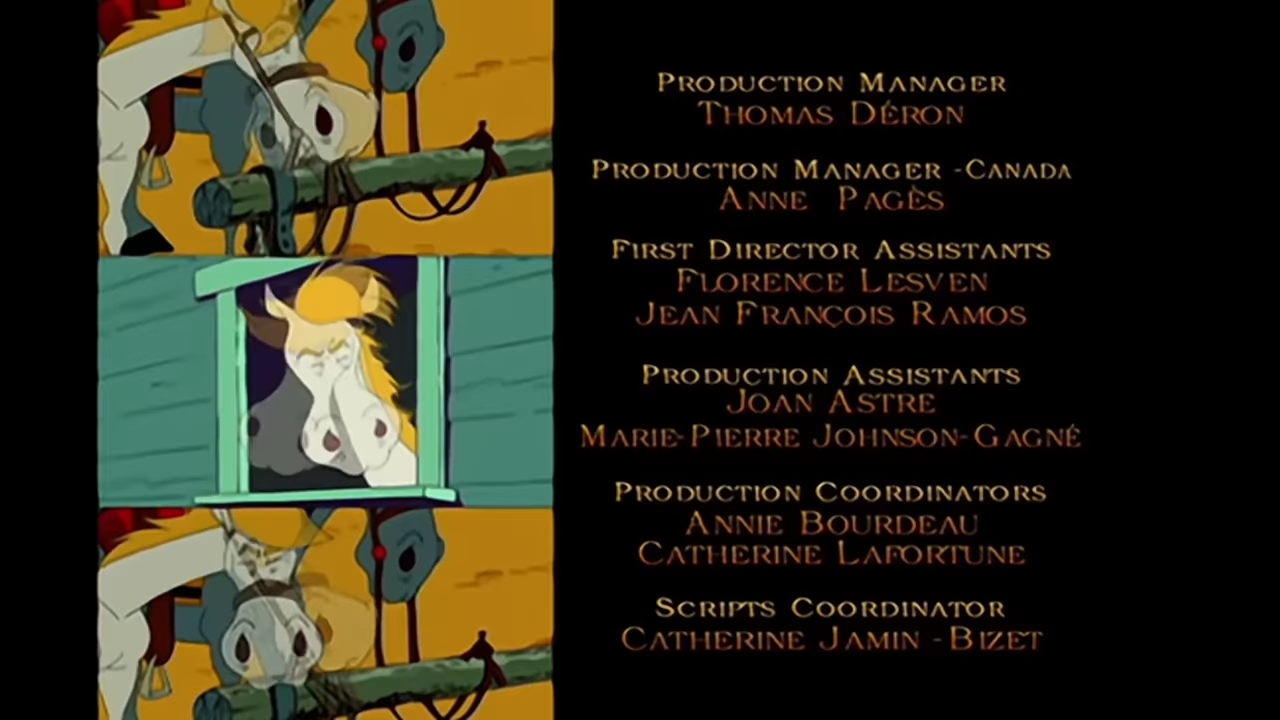 Production Manager
Thomas Déron
Production Manager -Canada
Anne Pagès
First Director Assistants
Florence Lesven
Jean François Ramos
Production Assistants
Joan Astre
Marie-Pierre Johnson-Gagné
Production Coordinators
Annie Bourdeau
Catherine Lafortune
Scripts Coordinator
Catherine Jamin -Bizet